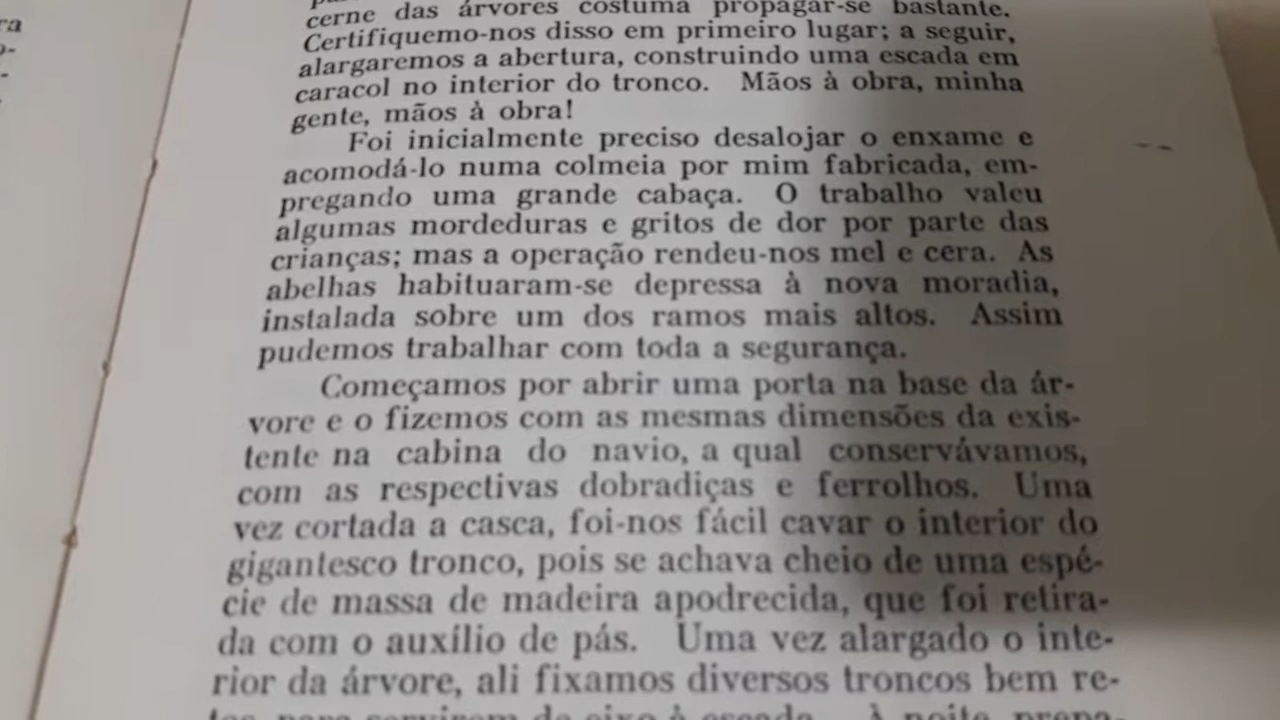 cerne das árvores costuma propagar-se bastante.
Certifiquemo-nos disso em primeiro lugar; a seguir,
alargaremos a abertura, construindo uma escada em
caracol no interior do tronco. Mãos à obra, minha
gente, mãos à obra!
Foi inicialmente preciso desalojar o enxame e
acomodá-lo numa colmeia por mim fabricada, em-
pregando uma grande cabaça. O trabalho valeu
algumas mordeduras e gritos de dor por parte das
crianças; mas a operação rendeu-nos mel e cera. As
abelhas habituaram-se depressa à nova moradia,
instalada sobre um dos ramos mais altos. Assim
pudemos trabalhar com toda a segurança.
Começamos por abrir uma porta na base da ár-
vore e o fizemos com as mesmas dimensões da exis-
tente na cabina do navio, a qual conservávamos,
com as respectivas dobradiças e ferrolhos. Uma
vez cortada a casca, foi-nos fácil cavar o interior do
gigantesco tronco, pois se achava cheio de uma espé-
cie de massa de madeira apodrecida, que foi retira-
da com o auxílio de pás. Uma vez alargado o inte-
rior da árvore, ali fixamos diversos troncos bem re-